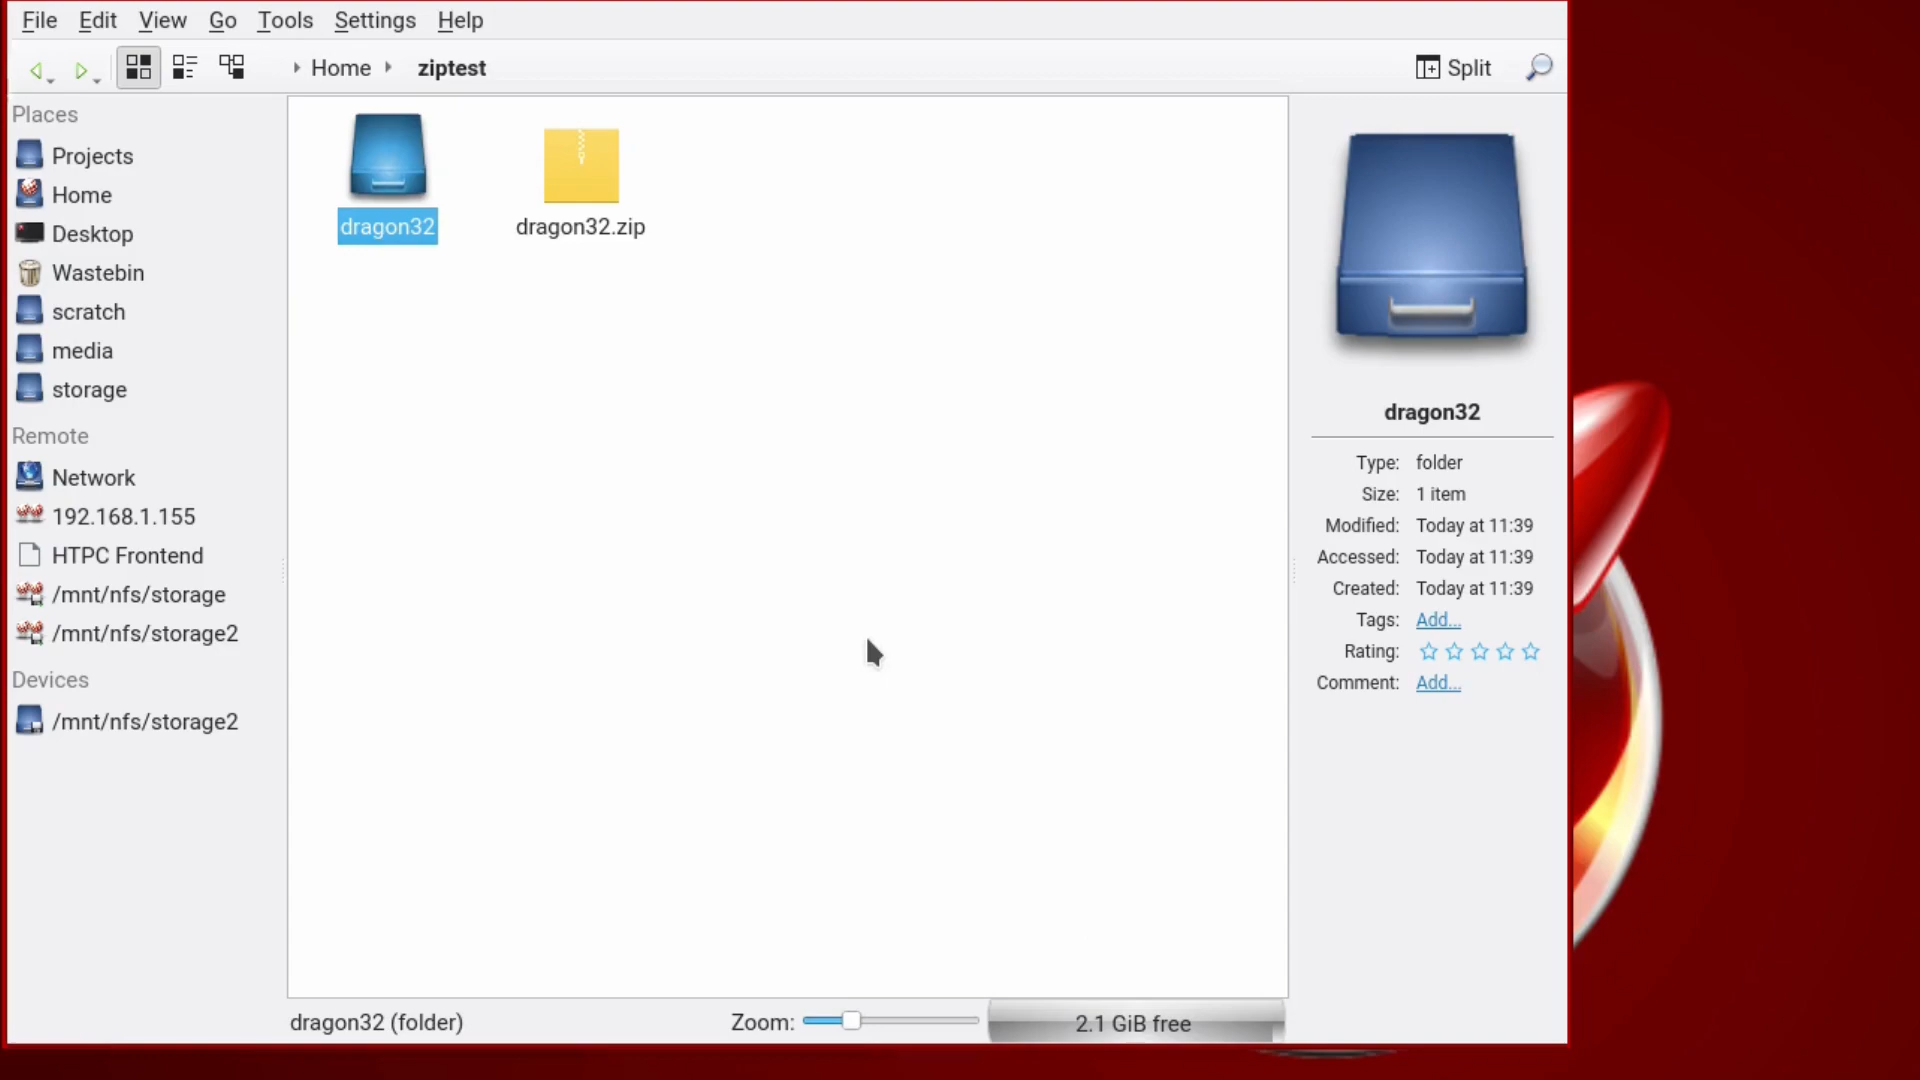 File Edit View Go Tools Settings Help
Home ziptest Split
Places
Projects
Home
Desktop
Wastebin
scratch
media
storage
Remote
Network
192.168.1.155
HTPC Frontend
/mnt/nfs/storage
/mnt/nfs/storage2
Devices
/mnt/nfs/storage2
dragon32 dragon32.zip
dragon32
Type: folder
Size: 1 item
Modified: Today at 11:39
Accessed: Today at 11:39
Created: Today at 11:39
Tags: Add...
Rating:
Comment: Add...
dragon32 (folder) Zoom: 2.1 GiB free